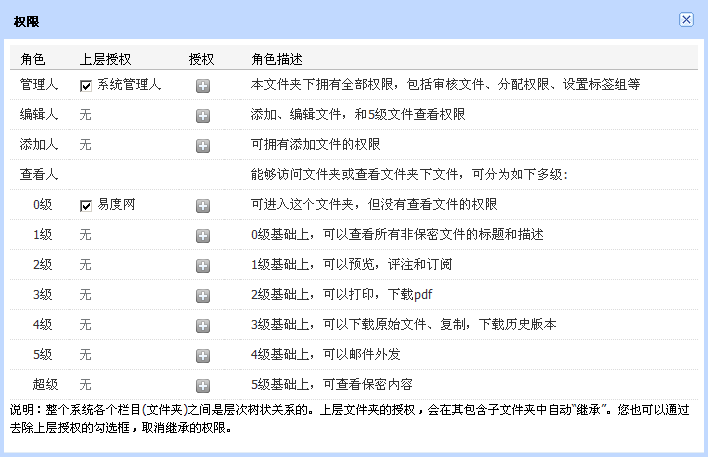 权限
角色 上层授权 授权 角色描述
管理人 系统管理人 本文件夹下拥有全部权限，包括审核文件、分配权限、设置标签组等
编辑人 无 添加、编辑文件，和5级文件查看权限
添加人 无 可拥有添加文件的权限
查看人 能够访问文件夹或查看文件夹下文件，可分为如下多级:
0级 易度网 可进入这个文件夹，但没有查看文件的权限
1级 无 0级基础上，可以查看所有非保密文件的标题和描述
2级 无 1级基础上，可以预览，评注和订阅
3级 无 2级基础上，可以打印，下载pdf
4级 无 3级基础上，可以下载原始文件、复制，下载历史版本
5级 无 4级基础上，可以邮件外发
超级 无 5级基础上，可查看保密内容
说明：整个系统各个栏目(文件夹)之间是层次树状关系的。上层文件夹的授权，会在其包含子文件夹中自动“继承”。您也可以通过
去除上层授权的勾选框，取消继承的权限。